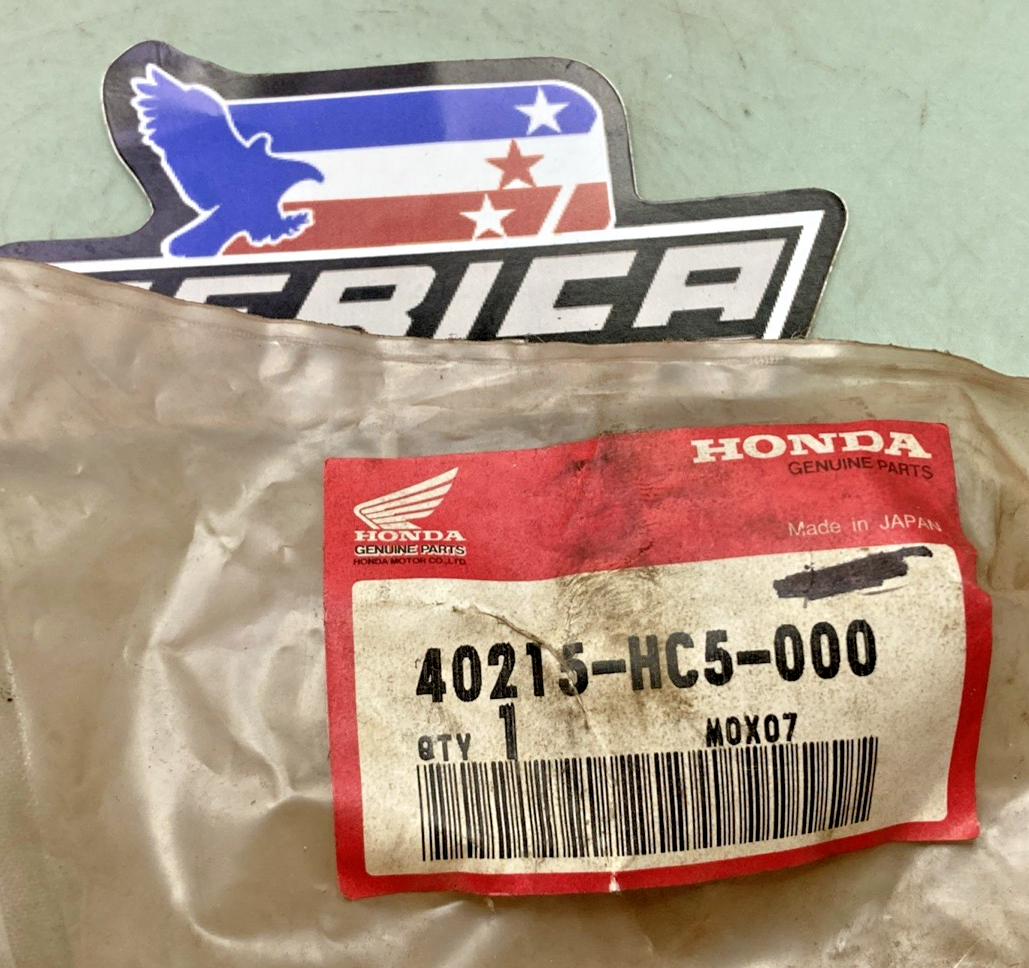 ERICA
HONDA
GENUINE PARTS
Made in JAPAN
HONDA
GENUINE PARTS
HONDA MOTOR CO.,LTD.
40215-HC5-000
QTY 1 MOX07